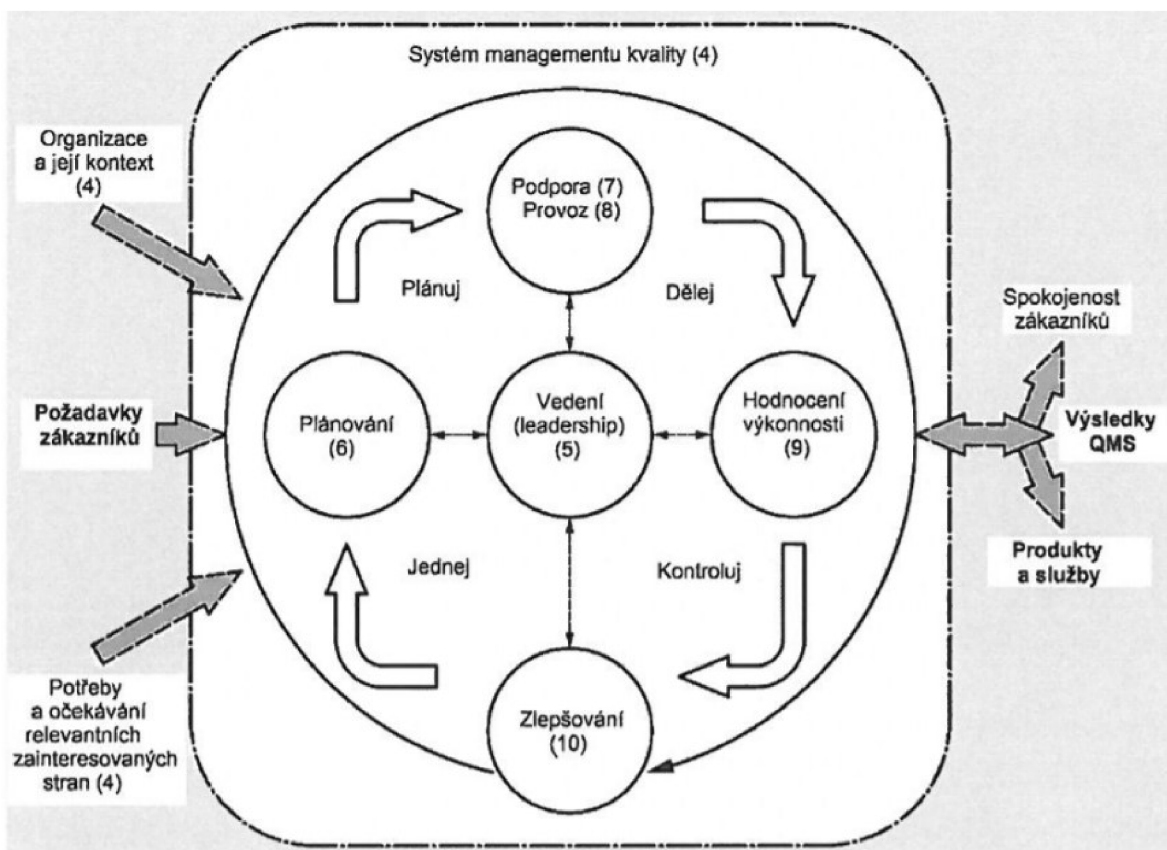 Systém managementu kvality (4)
Organizace
a její kontext
(4)
Podpora (7)
Provoz (8)
Plánuj
Dělej
Spokojenost
zákazníků
Požadavky
zákazníků
Plánování
(6)
Vedení
(leadership)
(5)
Hodnocení
výkonnosti
(9)
Výsledky
QMS
Jednej
Kontroluj
Produkty
a služby
Potřeby
a očekávání
relevantních
zainteresovaných
stran (4)
Zlepšování
(10)